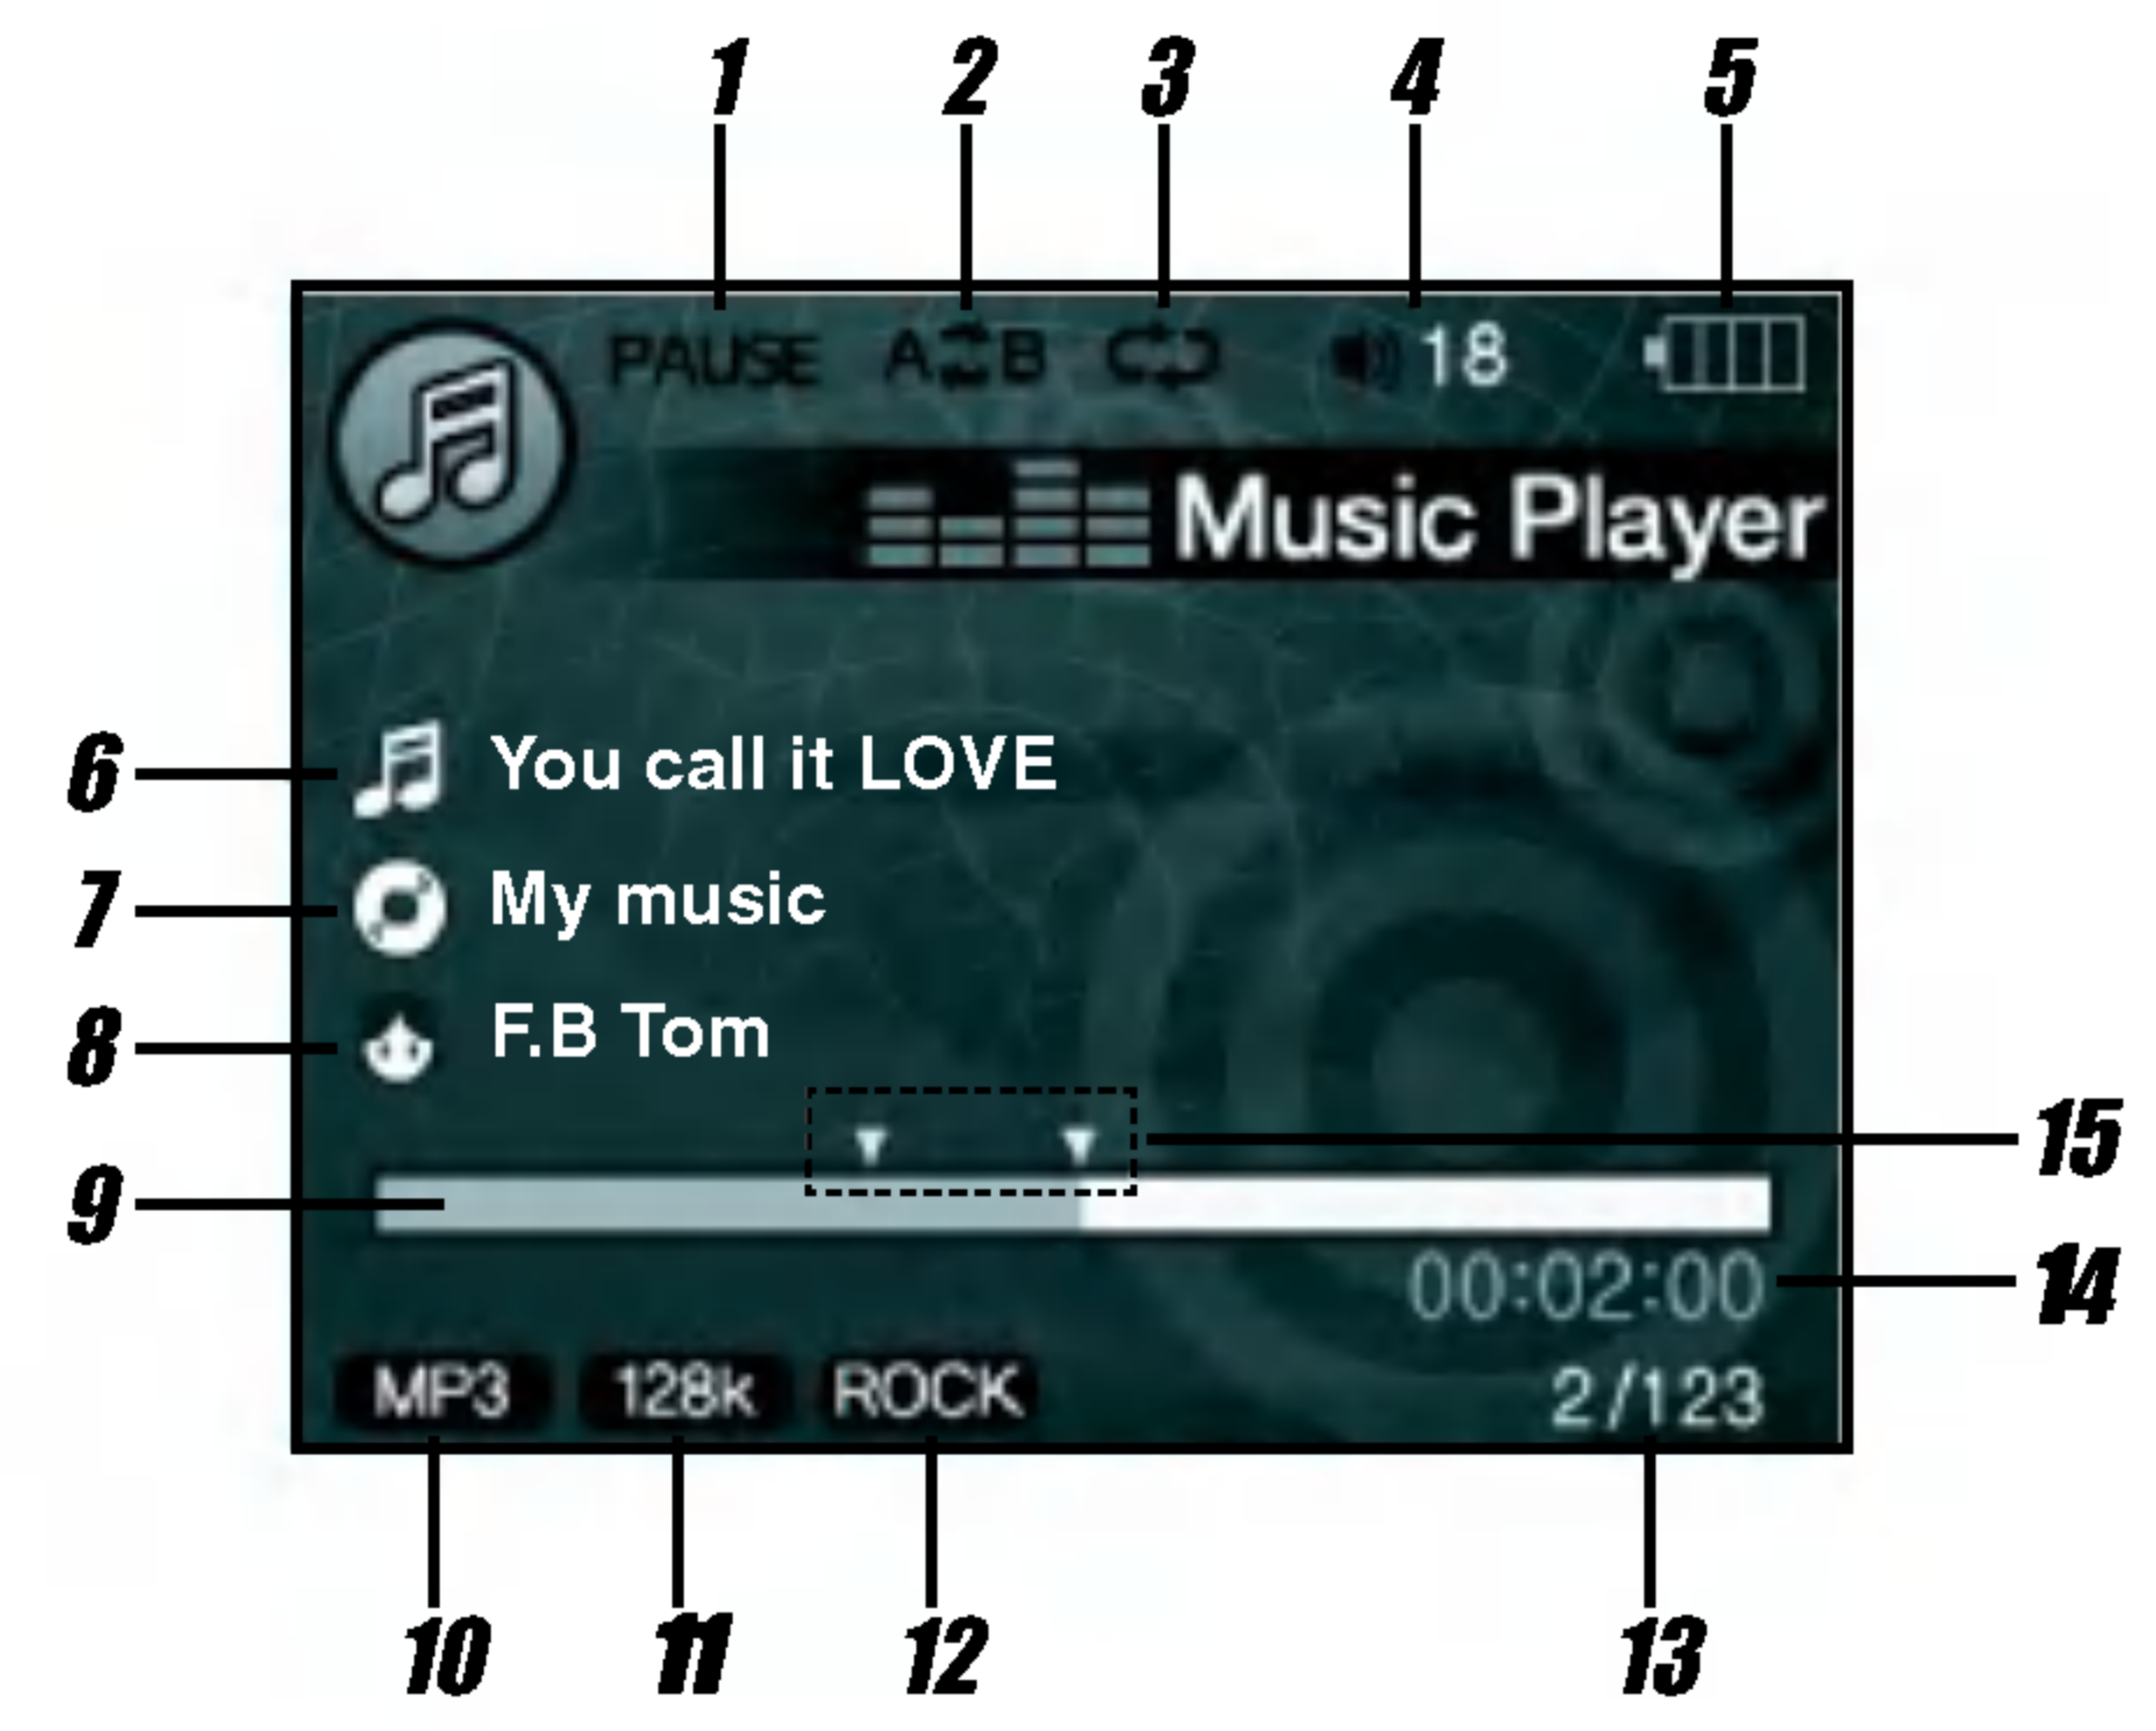 1 2 3 4 5
PAUSE A B 18
Music Player
6 You call it LOVE
7 My music
8 F.B Tom
15
9
00:02:00 14
MP3 128k ROCK 2/123
10 11 12 13